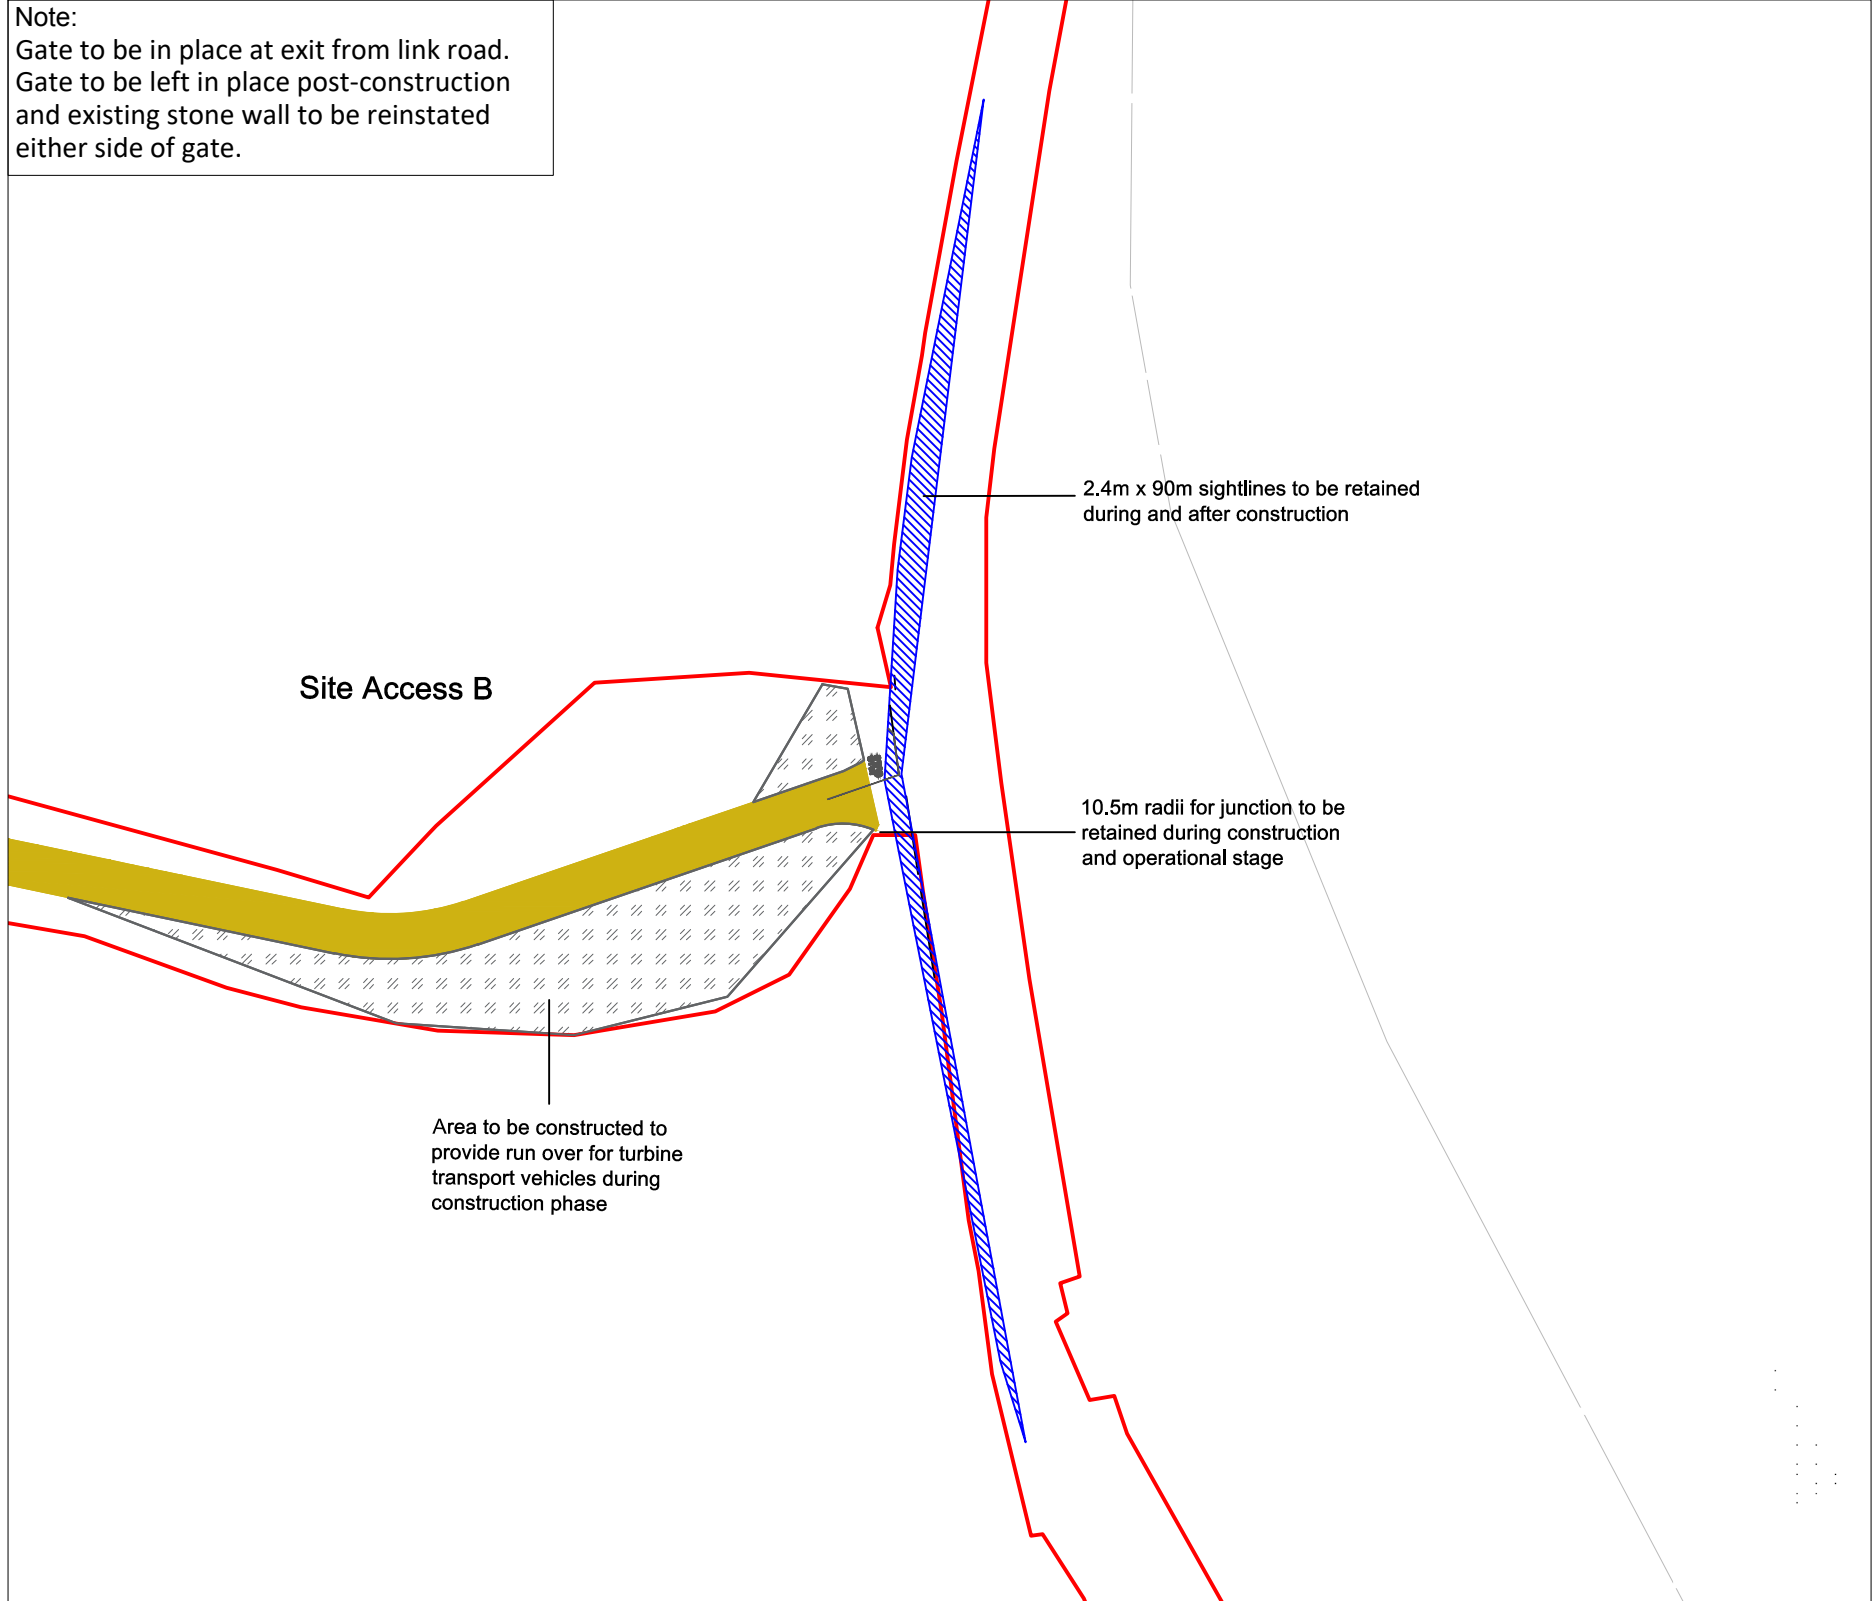 Note:
Gate to be in place at exit from link road.
Gate to be left in place post-construction
and existing stone wall to be reinstated
either side of gate.
2.4m x 90m sightlines to be retained
during and after construction
Site Access B
10.5m radii for junction to be
retained during construction
and operational stage
Area to be constructed to
provide run over for turbine
transport vehicles during
construction phase